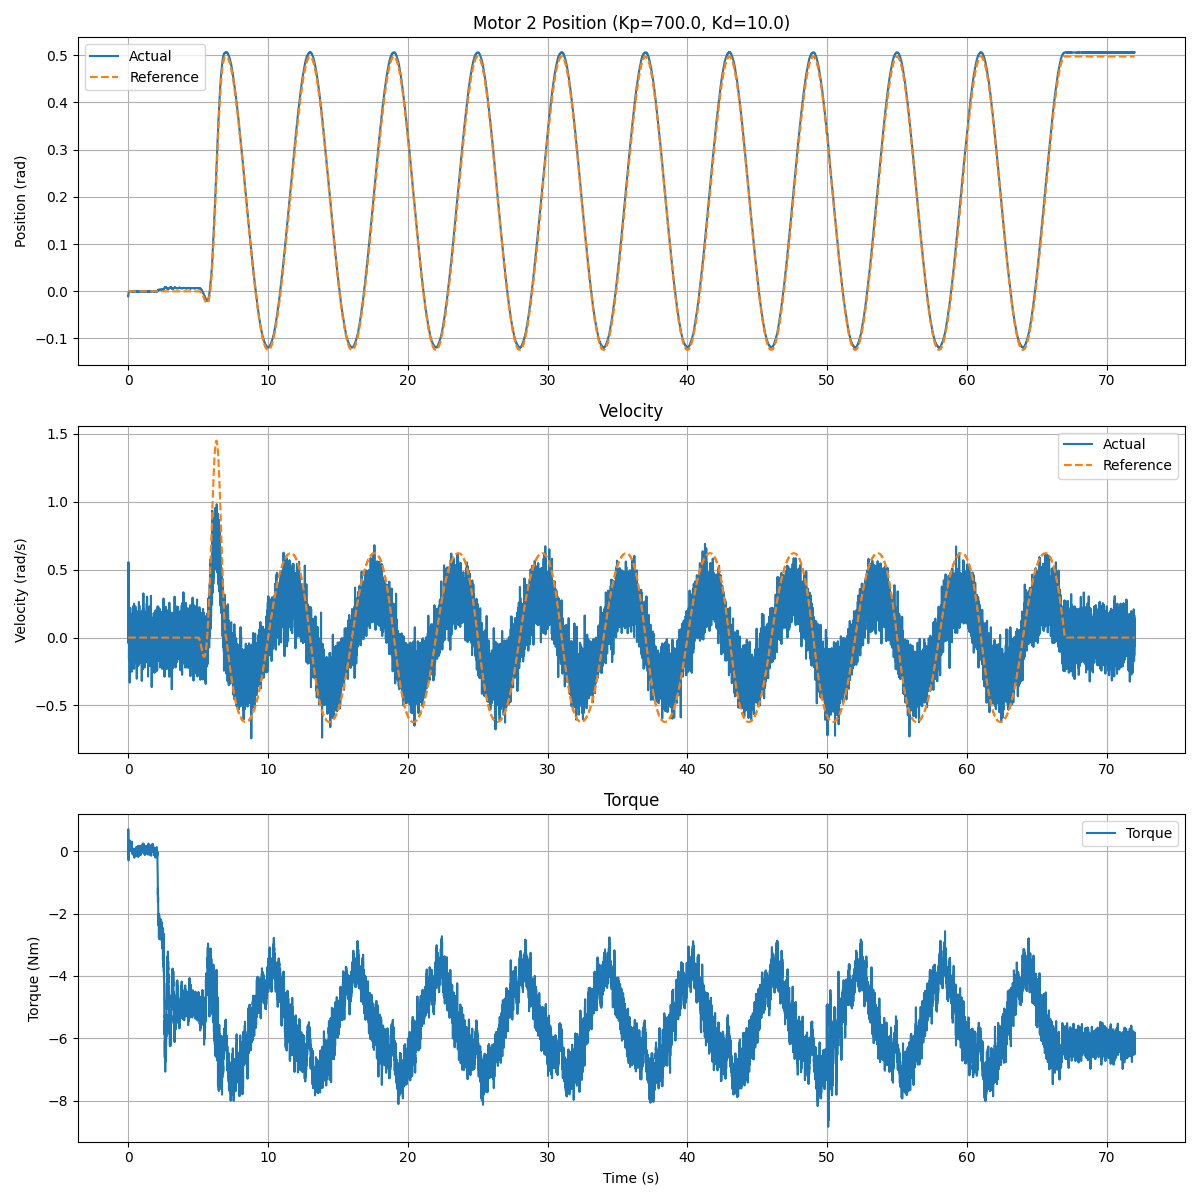 Motor 2 Position (Kp=700.0, Kd=10.0)
Actual
Reference
Position (rad)
0.5
0.4
0.3
0.2
0.1
0.0
−0.1
0 10 20 30 40 50 60 70
Velocity
Actual
Reference
Velocity (rad/s)
1.5
1.0
0.5
0.0
−0.5
0 10 20 30 40 50 60 70
Torque
Torque
Torque (Nm)
0
−2
−4
−6
−8
0 10 20 30 40 50 60 70
Time (s)